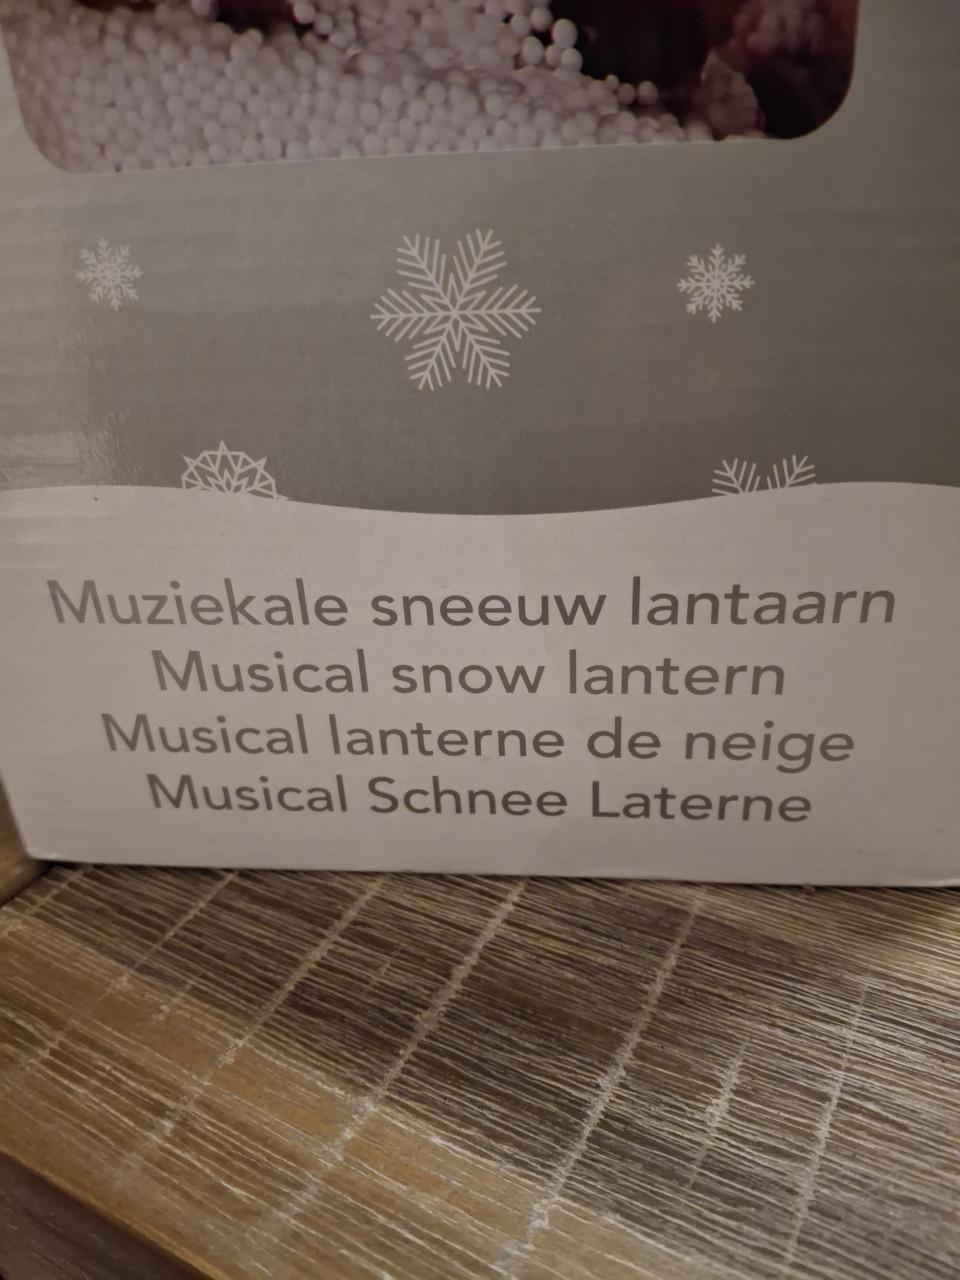 Muziekale sneeuw lantaarn
Musical snow lantern
Musical lanterne de neige
Musical Schnee Laterne